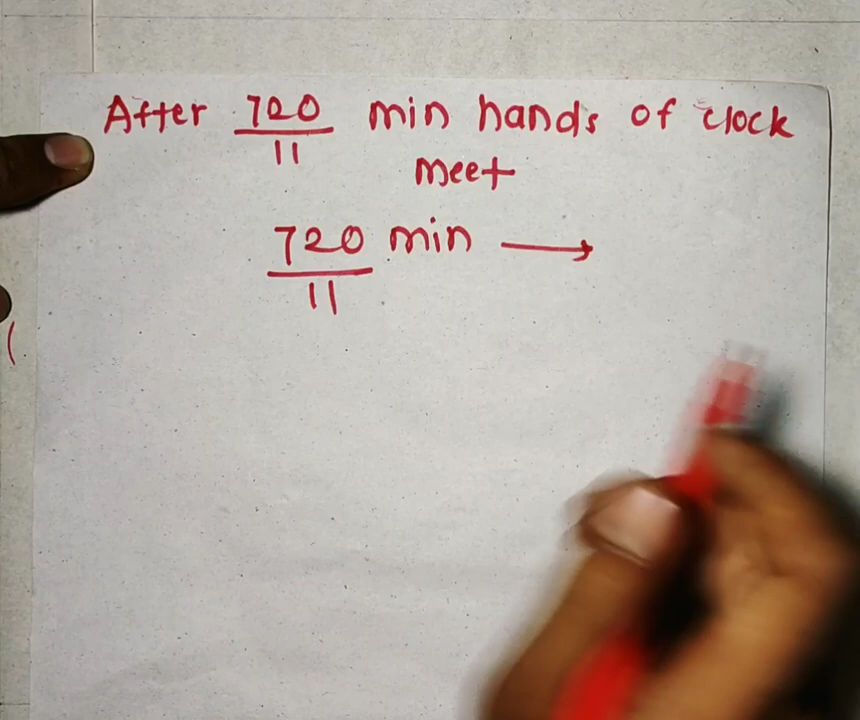 After 720/11 min hands of clock
meet
720/11 min →